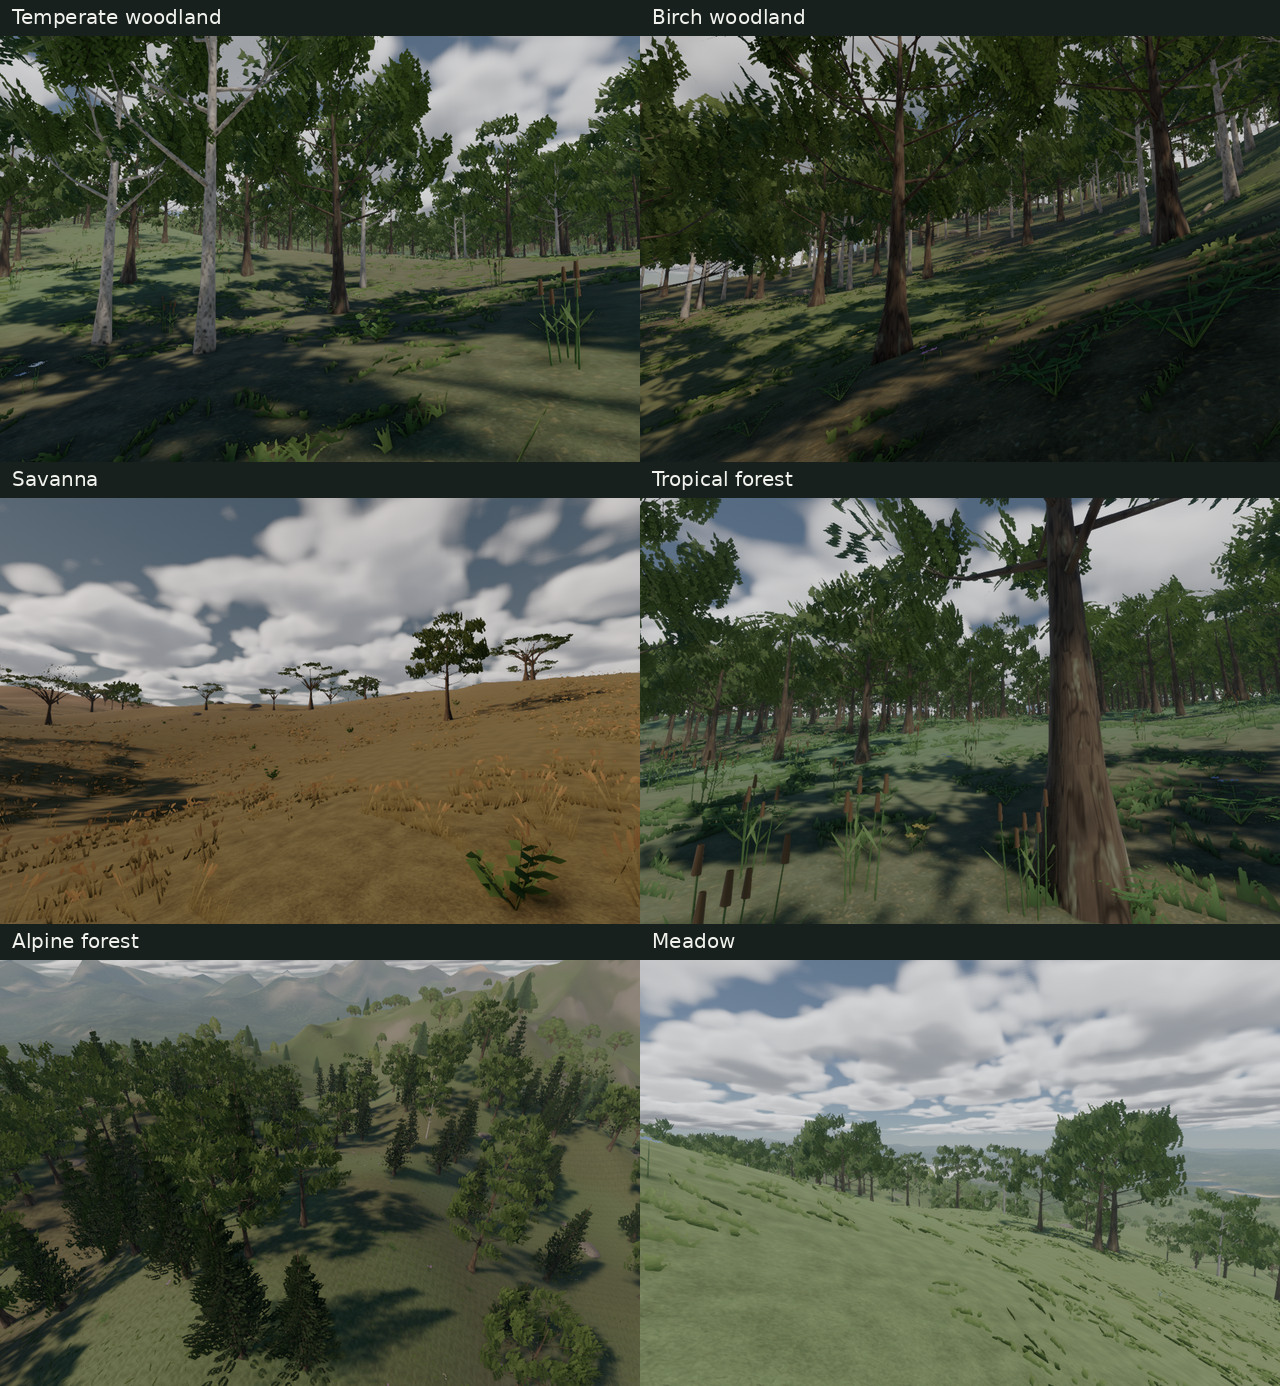 Temperate woodland
Birch woodland
Savanna
Tropical forest
Alpine forest
Meadow